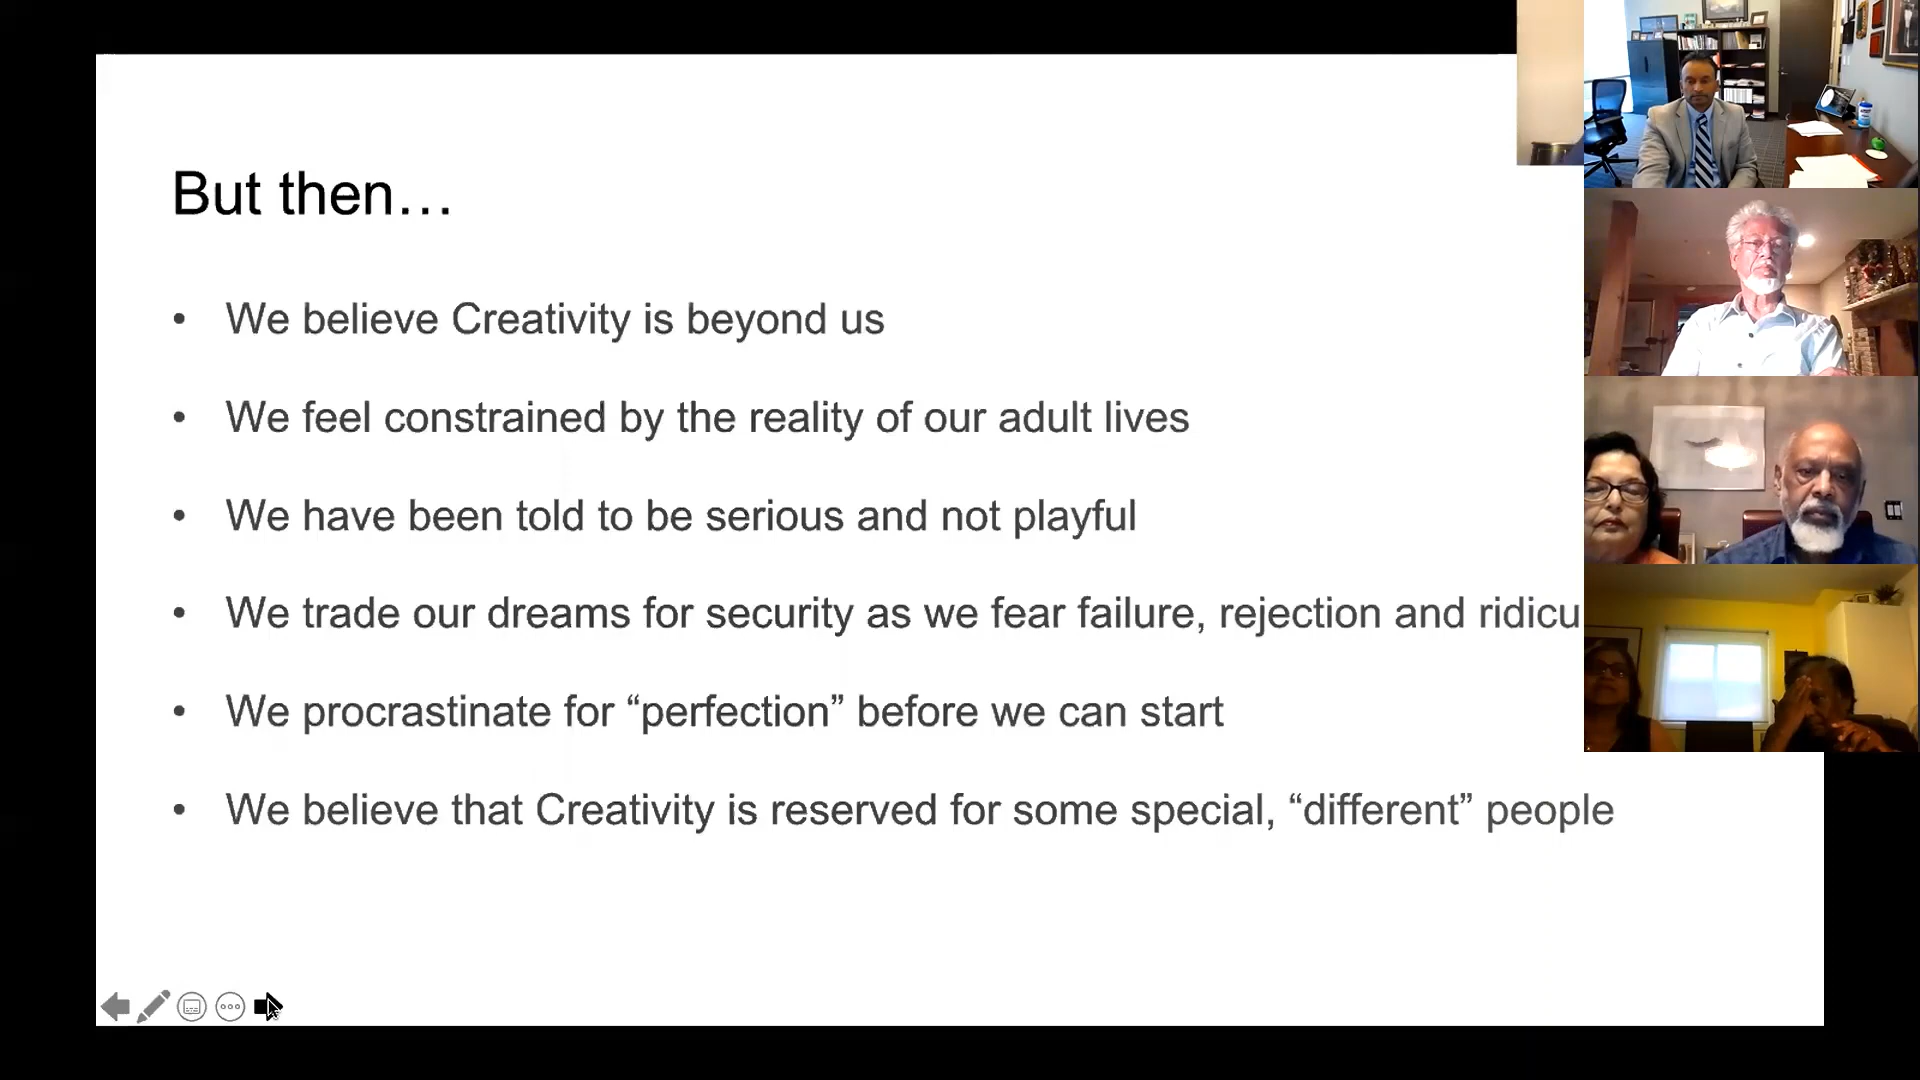 But then…
• We believe Creativity is beyond us
• We feel constrained by the reality of our adult lives
• We have been told to be serious and not playful
• We trade our dreams for security as we fear failure, rejection and ridicu
• We procrastinate for “perfection” before we can start
• We believe that Creativity is reserved for some special, “different” people